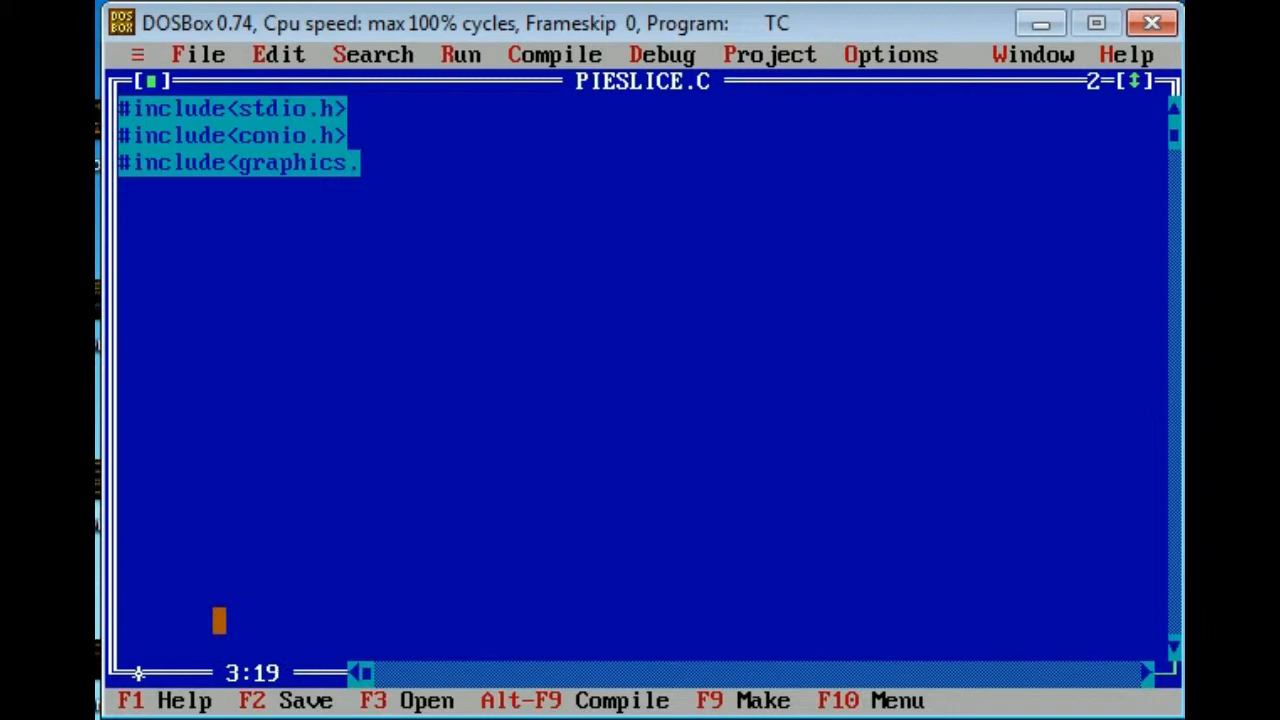 DOS BOX DOSBox 0.74, Cpu speed: max 100% cycles, Frameskip 0, Program: TC
≡ File Edit Search Run Compile Debug Project Options Window Help
[■] PIESLICE.C 2=[↕]
#include<stdio.h>
#include<conio.h>
#include<graphics.
3:19
F1 Help F2 Save F3 Open Alt-F9 Compile F9 Make F10 Menu